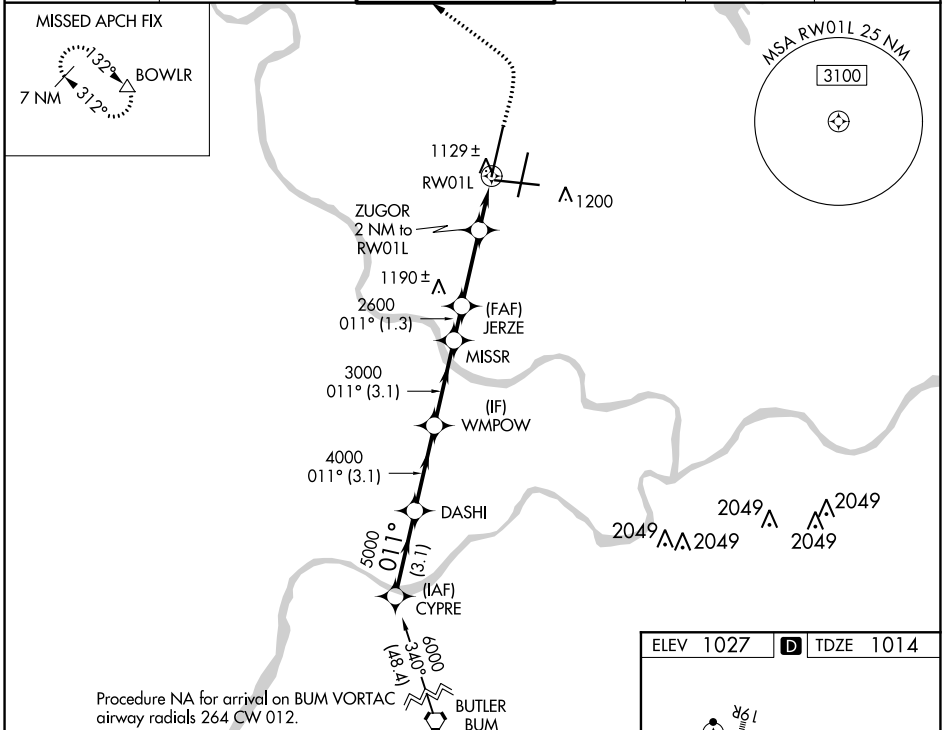 MISSED APCH FIX
132°
BOWLR
7 NM
312°
MSA RW01L 25 NM
3100
1129 ±
RW01L
1200
ZUGOR
2 NM to
RW01L
1190 ±
2600
011° (1.3)
(FAF)
JERZE
MISSR
3000
011° (3.1)
(IF)
WMPOW
4000
011° (3.1)
DASHI
2049
2049
2049
2049
2049
5000
011°
(3.1)
(IAF)
CYPRE
6000
340°
(48.4)
BUTLER
BUM
Procedure NA for arrival on BUM VORTAC
airway radials 264 CW 012.
ELEV 1027 D TDZE 1014
19R